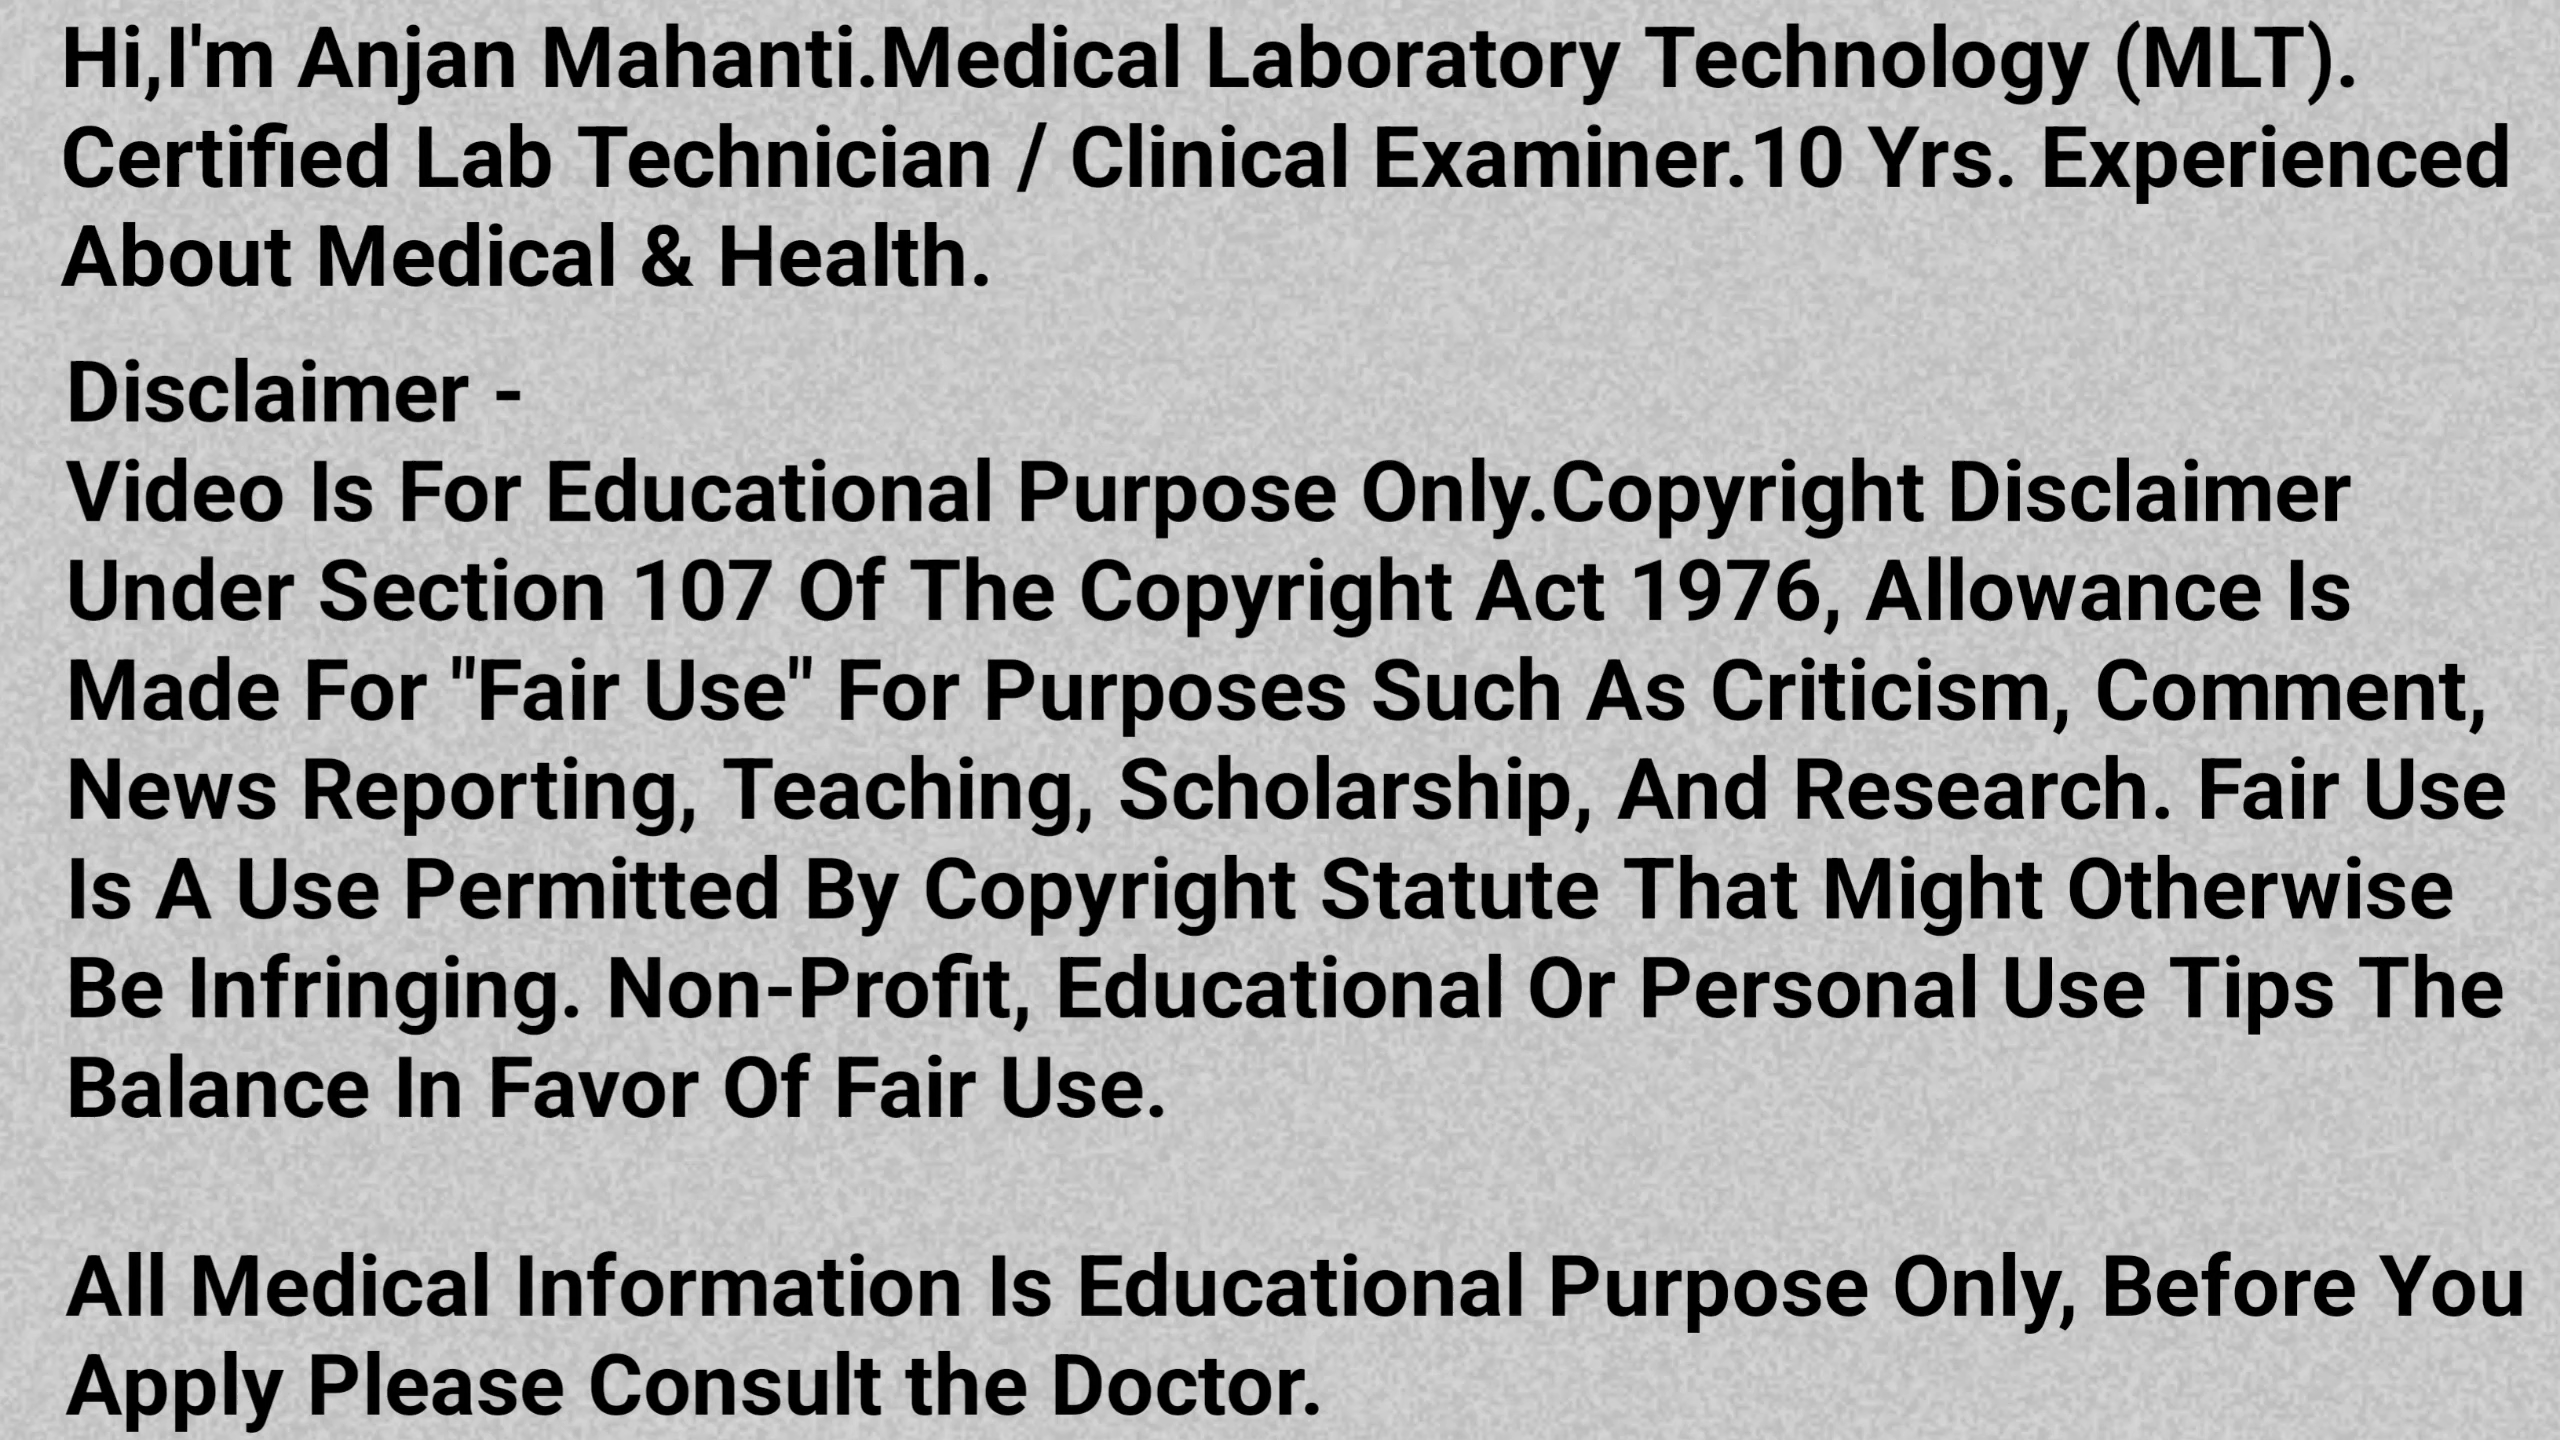 Hi,I'm Anjan Mahanti.Medical Laboratory Technology (MLT).
Certified Lab Technician / Clinical Examiner.10 Yrs. Experienced
About Medical & Health.
Disclaimer -
Video Is For Educational Purpose Only.Copyright Disclaimer
Under Section 107 Of The Copyright Act 1976, Allowance Is
Made For "Fair Use" For Purposes Such As Criticism, Comment,
News Reporting, Teaching, Scholarship, And Research. Fair Use
Is A Use Permitted By Copyright Statute That Might Otherwise
Be Infringing. Non-Profit, Educational Or Personal Use Tips The
Balance In Favor Of Fair Use.
All Medical Information Is Educational Purpose Only, Before You
Apply Please Consult the Doctor.